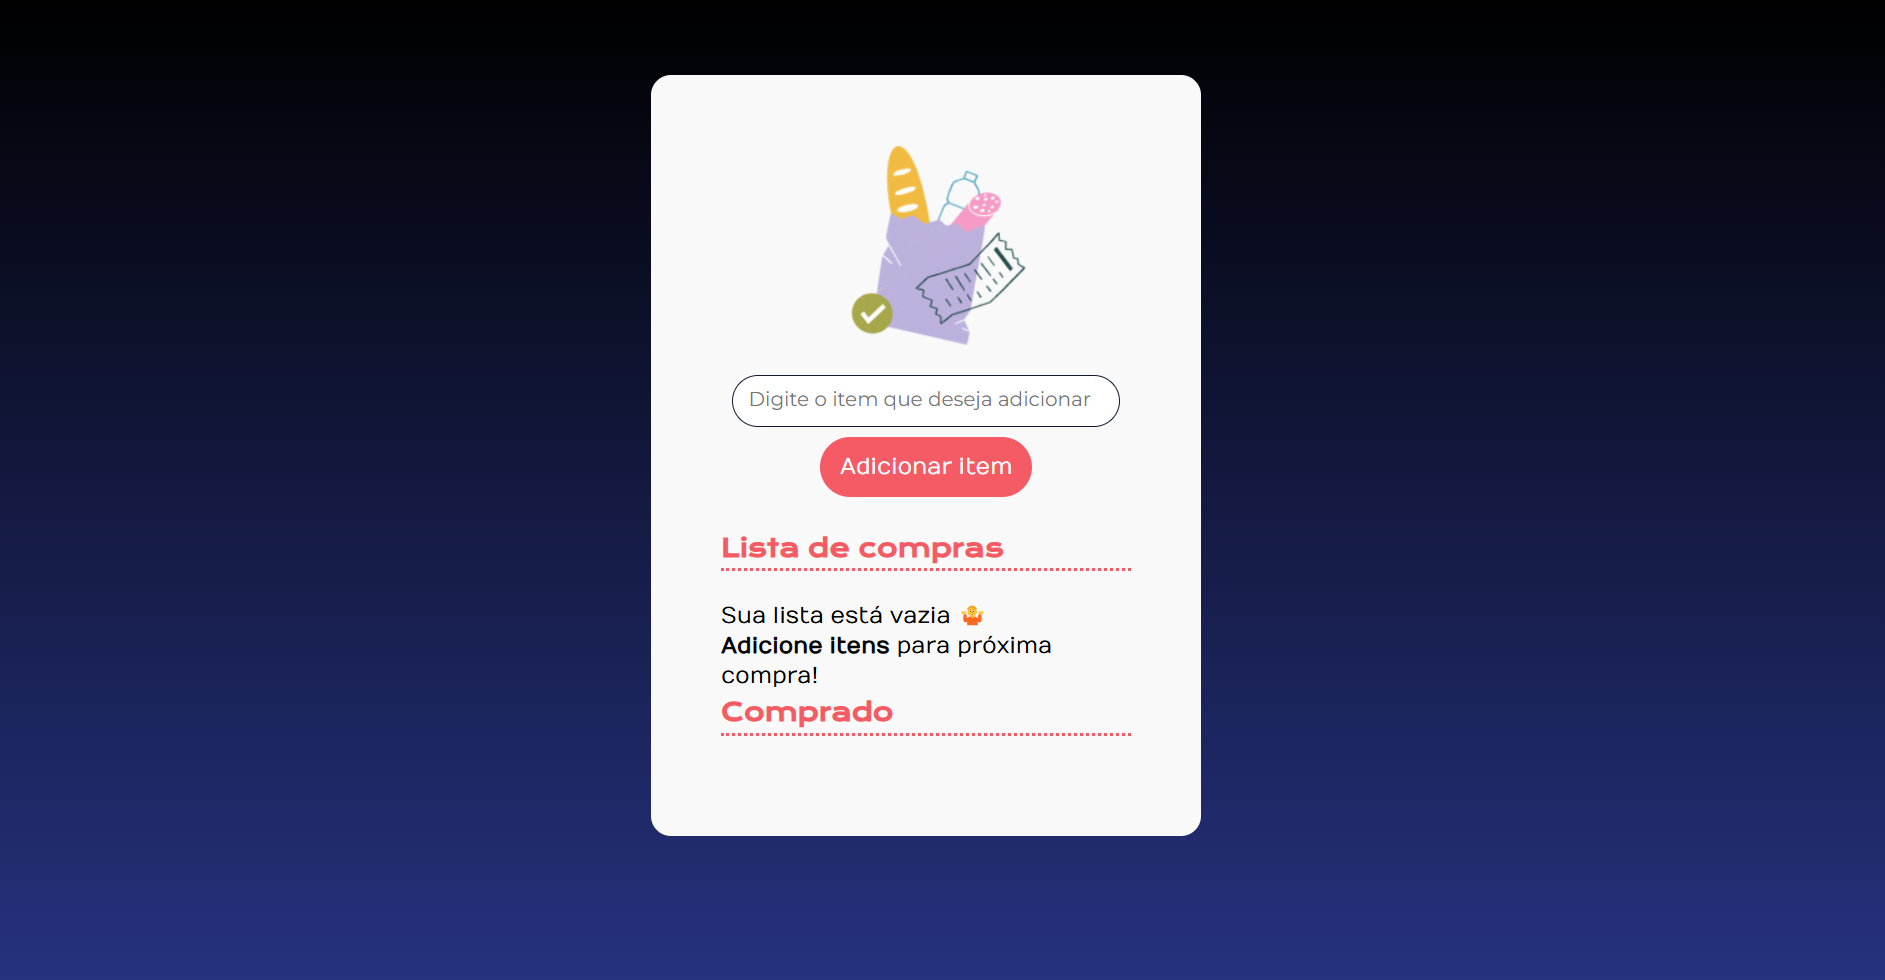 Digite o item que deseja adicionar
Adicionar item
Lista de compras
Sua lista está vazia 🤷
Adicione itens para próxima
compra!
Comprado